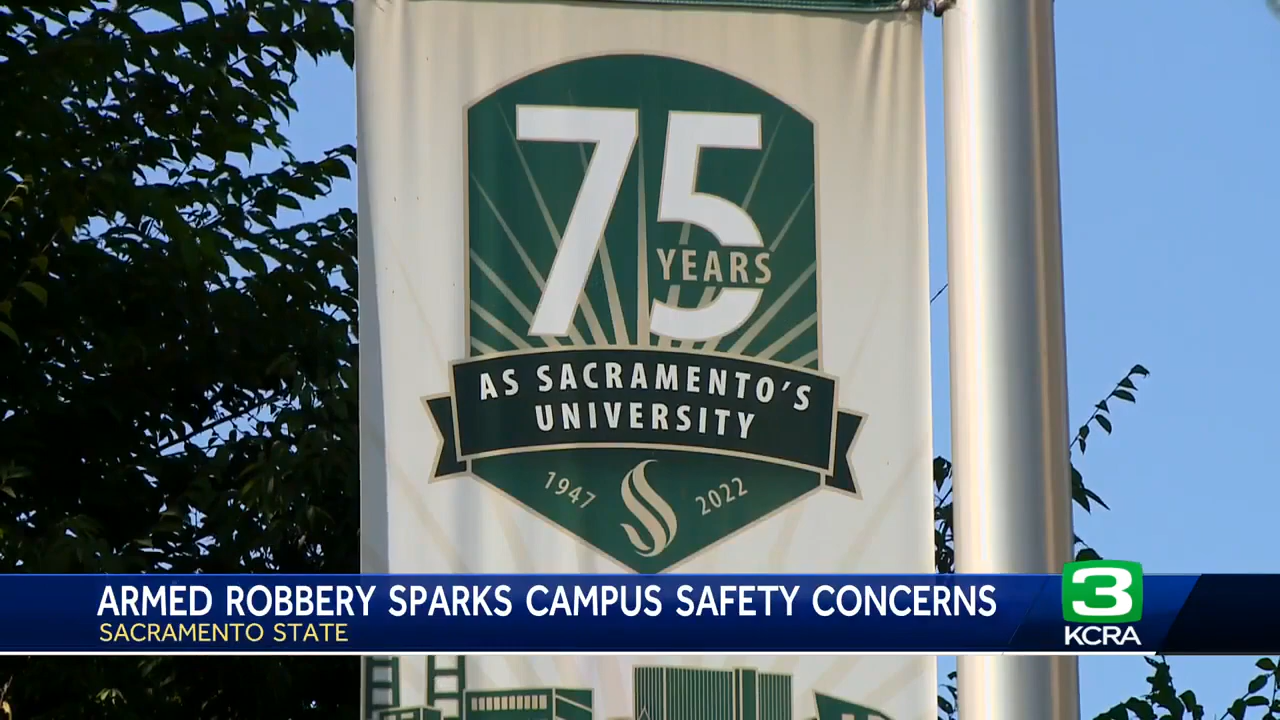 75
YEARS
AS SACRAMENTO'S
UNIVERSITY
1947 2022
ARMED ROBBERY SPARKS CAMPUS SAFETY CONCERNS
SACRAMENTO STATE
3
KCRA